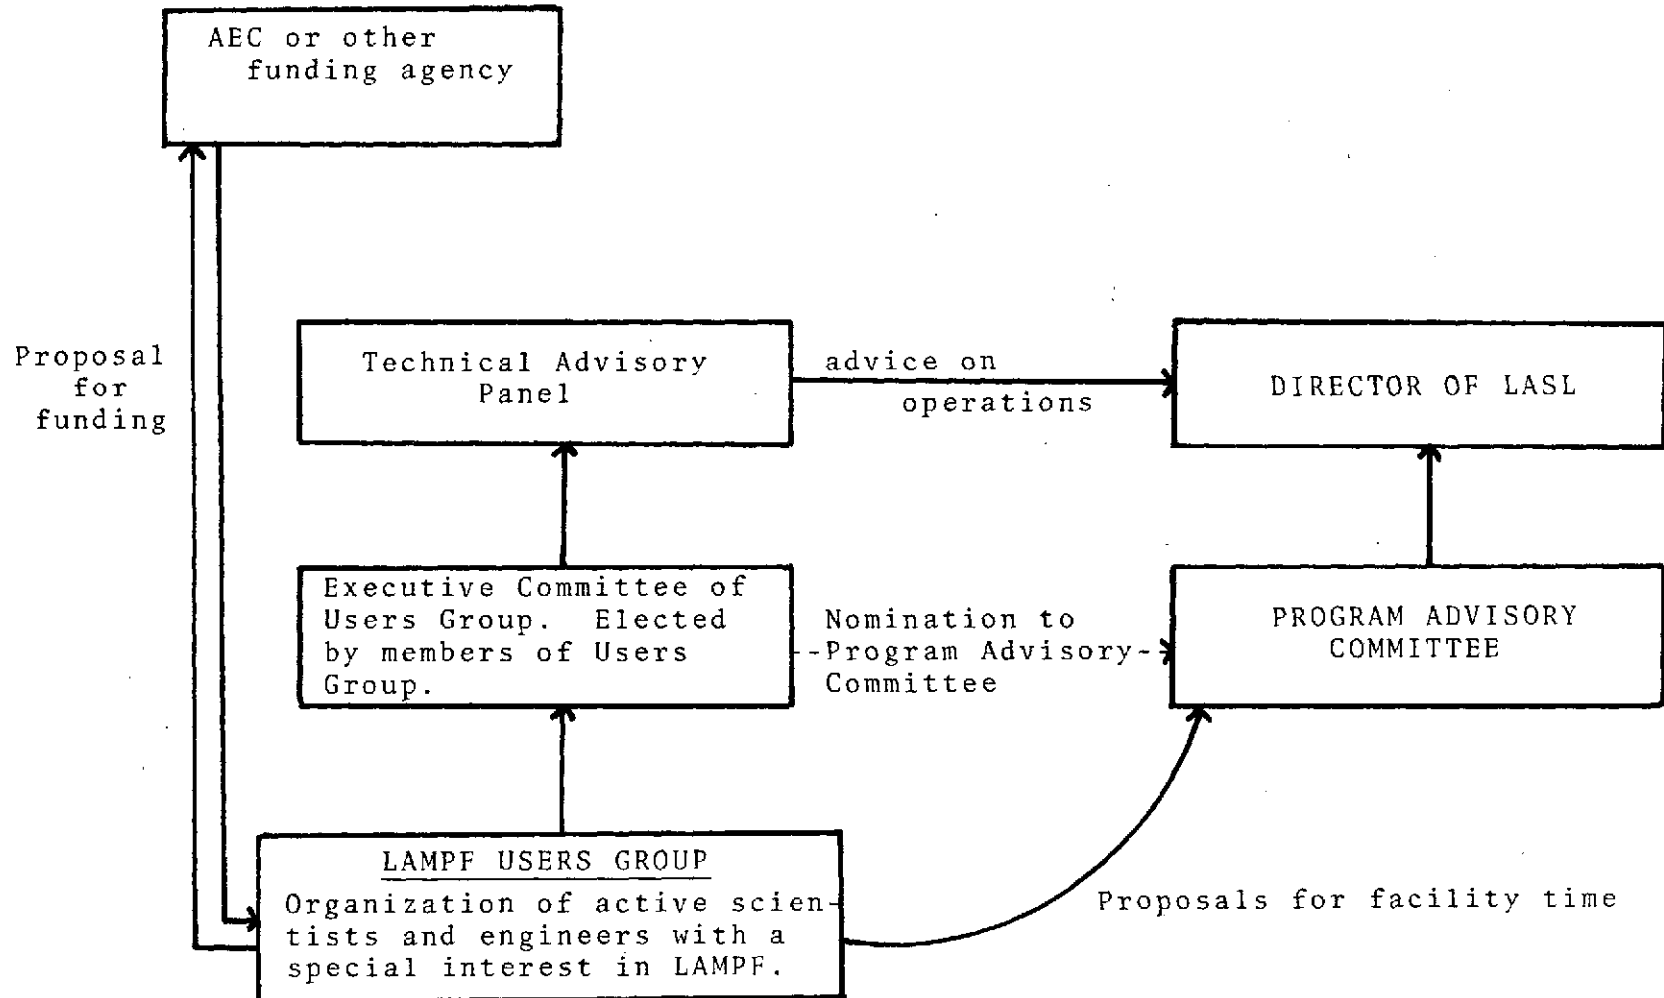 AEC or other
funding agency
Proposal
for
funding
Technical Advisory
Panel
advice on
operations
DIRECTOR OF LASL
Executive Committee of
Users Group. Elected
by members of Users
Group.
Nomination to
Program Advisory
Committee
PROGRAM ADVISORY
COMMITTEE
LAMPF USERS GROUP
Organization of active scien-
tists and engineers with a
special interest in LAMPF.
Proposals for facility time